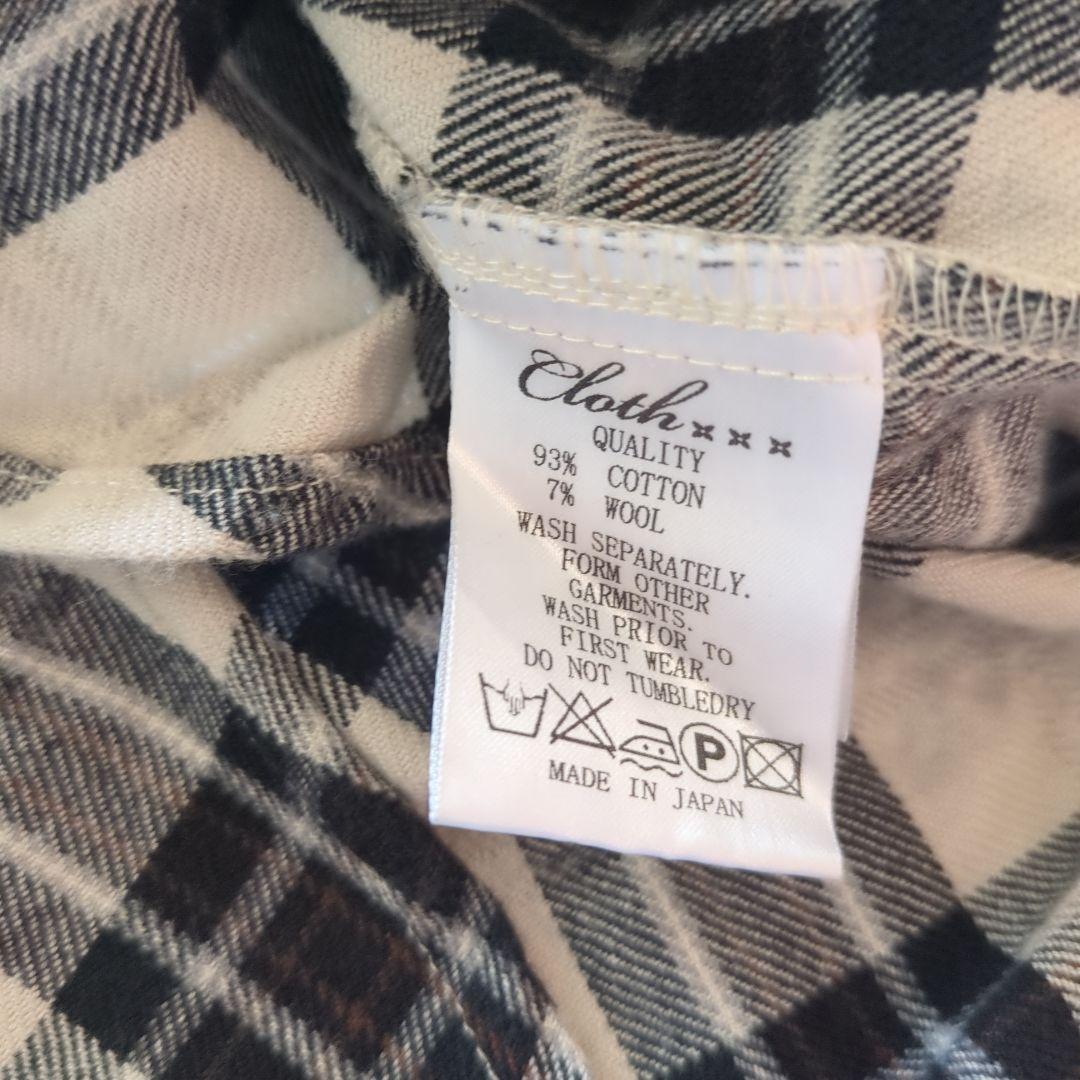 Cloth×××
QUALITY
93% COTTON
7% WOOL
WASH SEPARATELY.
FORM OTHER
GARMENTS.
WASH PRIOR TO
FIRST WEAR.
DO NOT TUMBLEDRY
P
MADE IN JAPAN